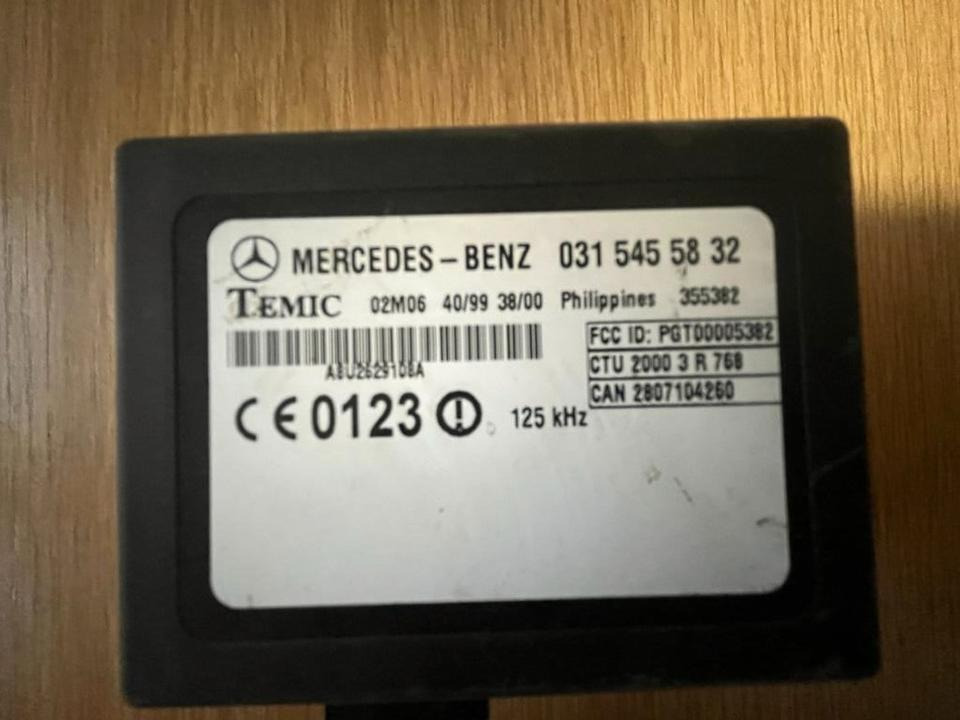 MERCEDES-BENZ 031 545 58 32
TEMIC 02M06 40/99 38/00 Philippines 355382
A8U2629108A
FCC ID: PGT00005382
CTU 2000 3 R 768
CAN 2807104260
CE 0123 125 kHz